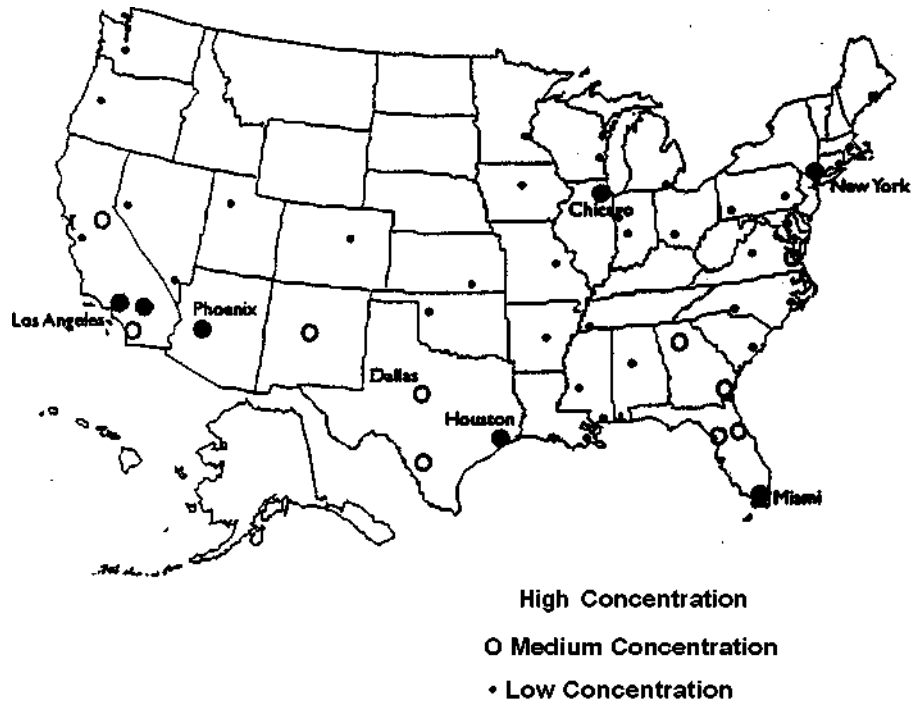 New York
Chicago
Los Angeles
Phoenix
Dallas
Houston
Miami
High Concentration
Medium Concentration
Low Concentration